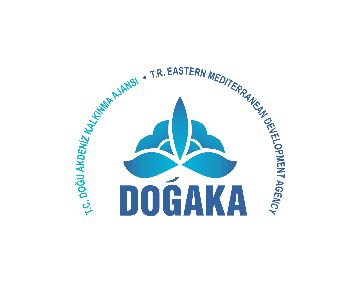 T.C. DOĞU AKDENİZ KALKINMA AJANSI • T.R. EASTERN MEDITERRANEAN DEVELOPMENT AGENCY
DOĞAKA